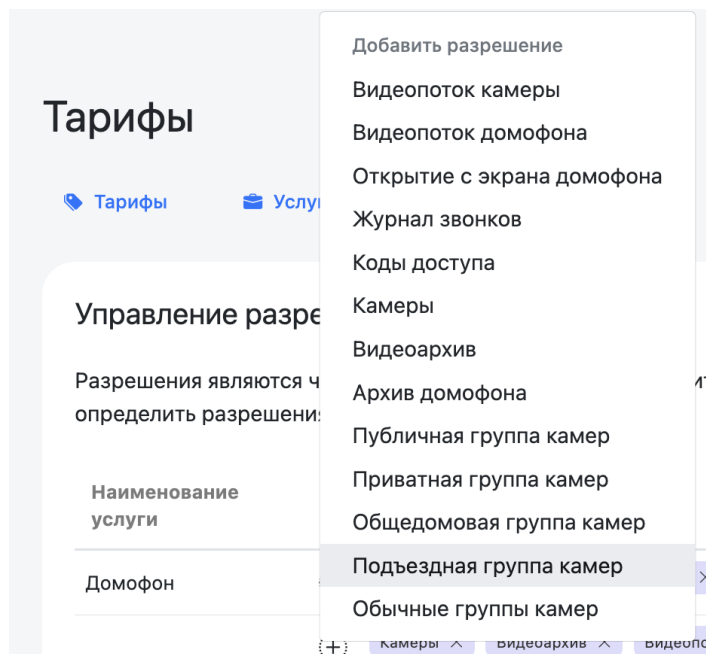 Добавить разрешение
Видеопоток камеры
Тарифы
Видеопоток домофона
Открытие с экрана домофона
Тарифы
Журнал звонков
Коды доступа
Камеры
Управление
Видеоархив
Разрешения являются
Архив домофона
определить
Публичная группа камер
Приватная группа камер
Наименование
услуги
Общедомовая группа камер
Подъездная группа камер
Домофон
Обычные группы камер
Камеры × Видеоархив ×